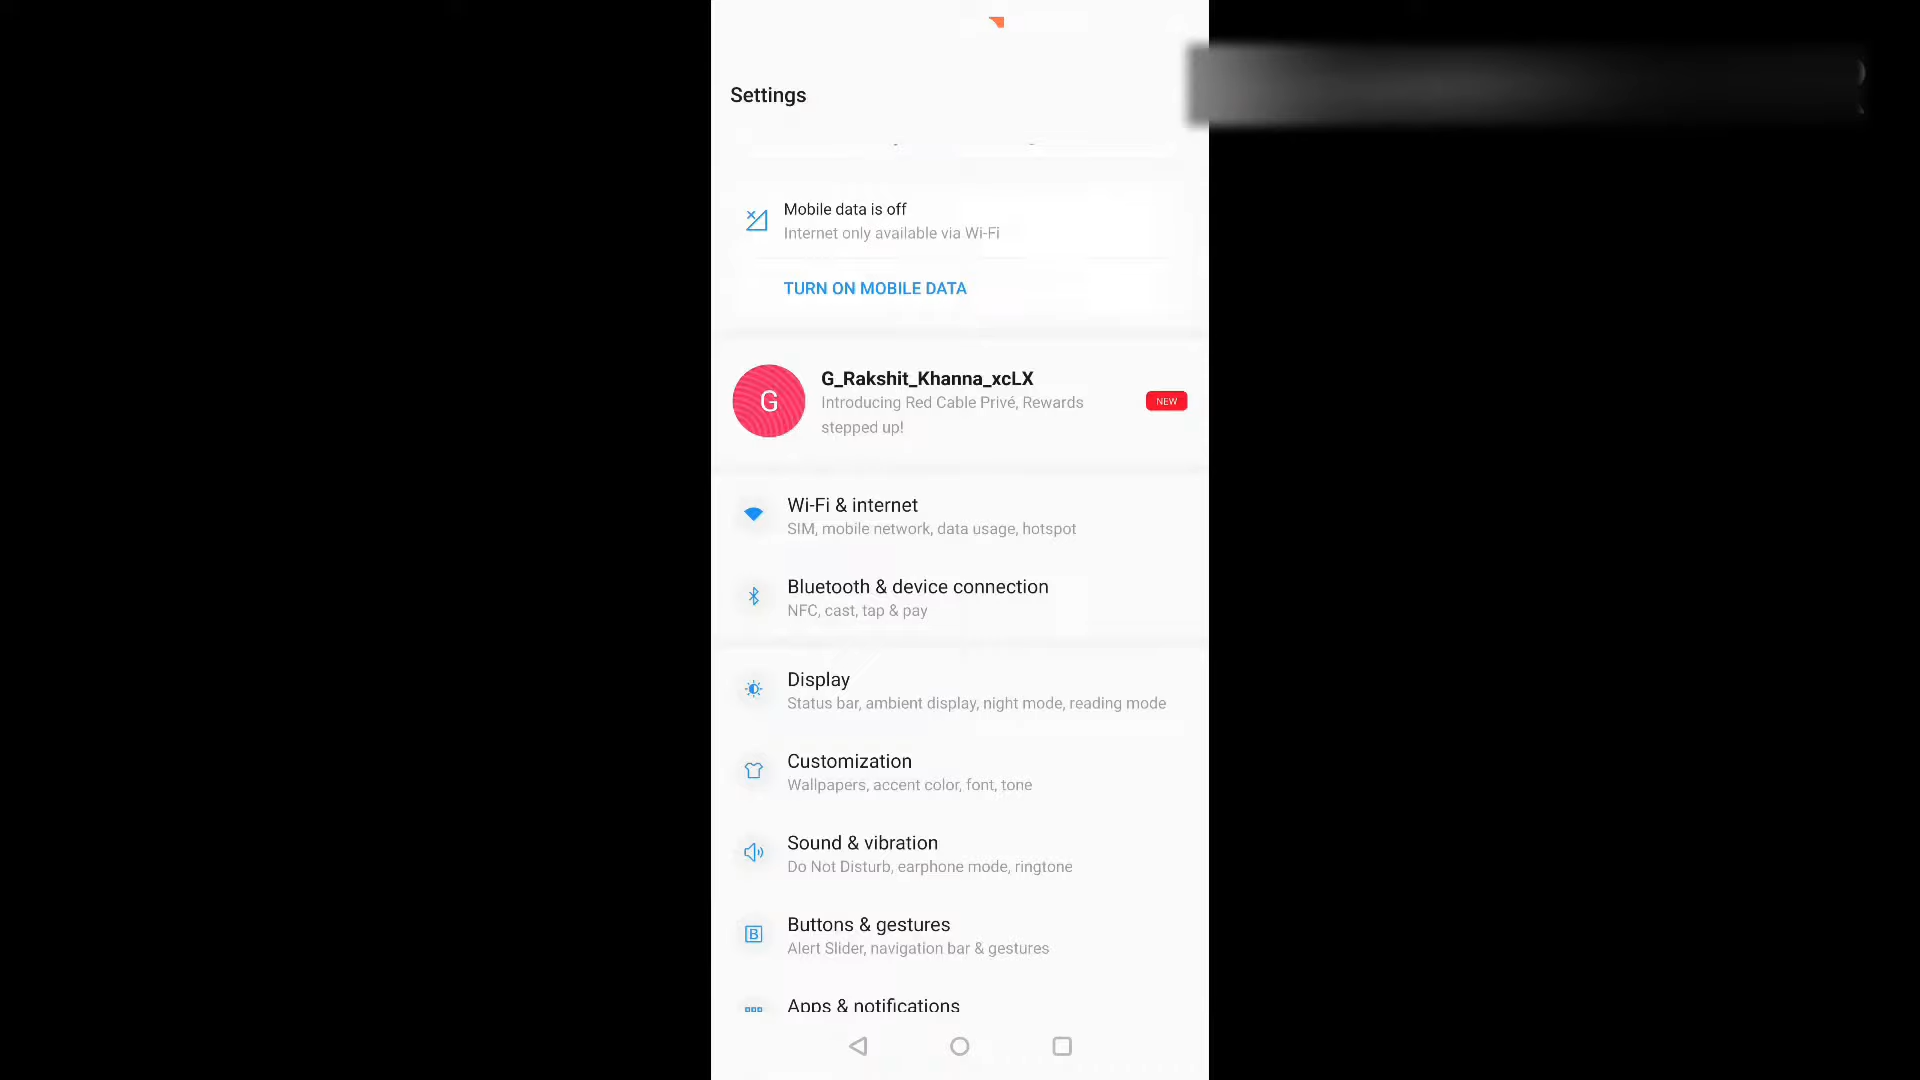 Settings
Mobile data is off
Internet only available via Wi-Fi
TURN ON MOBILE DATA
G
G_Rakshit_Khanna_xcLX
Introducing Red Cable Privé, Rewards
stepped up!
NEW
Wi-Fi & internet
SIM, mobile network, data usage, hotspot
Bluetooth & device connection
NFC, cast, tap & pay
Display
Status bar, ambient display, night mode, reading mode
Customization
Wallpapers, accent color, font, tone
Sound & vibration
Do Not Disturb, earphone mode, ringtone
B
Buttons & gestures
Alert Slider, navigation bar & gestures
Apps & notifications